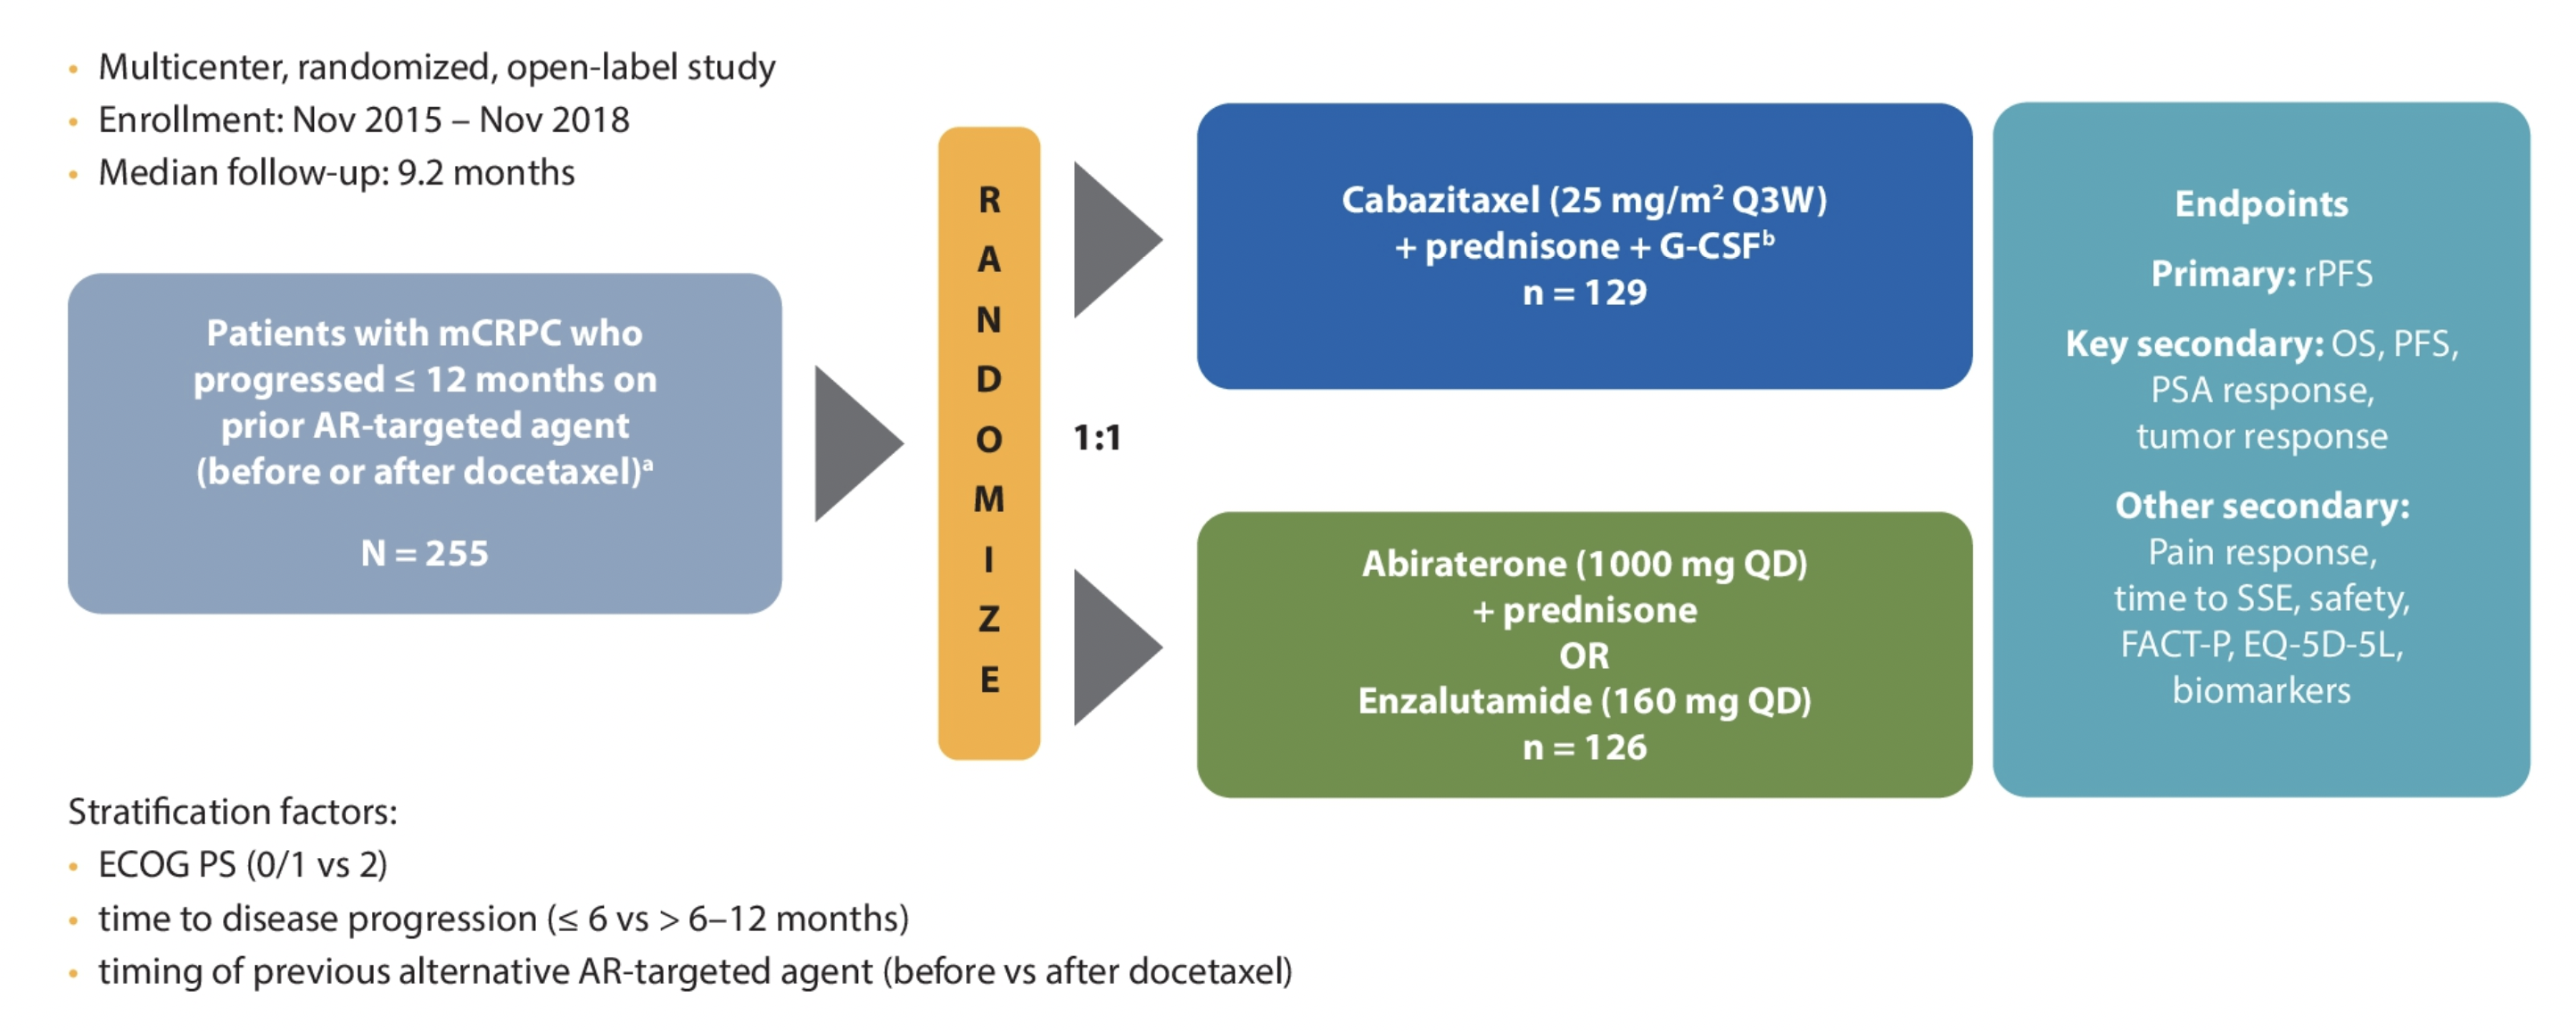 • Multicenter, randomized, open-label study
• Enrollment: Nov 2015 – Nov 2018
• Median follow-up: 9.2 months
Patients with mCRPC who
progressed ≤ 12 months on
prior AR-targeted agent
(before or after docetaxel)ᵃ
N = 255
R
A
N
D
O
M
I
Z
E
1:1
Cabazitaxel (25 mg/m² Q3W)
+ prednisone + G-CSFᵇ
n = 129
Abiraterone (1000 mg QD)
+ prednisone
OR
Enzalutamide (160 mg QD)
n = 126
Endpoints
Primary: rPFS
Key secondary: OS, PFS,
PSA response,
tumor response
Other secondary:
Pain response,
time to SSE, safety,
FACT-P, EQ-5D-5L,
biomarkers
Stratification factors:
• ECOG PS (0/1 vs 2)
• time to disease progression (≤ 6 vs > 6–12 months)
• timing of previous alternative AR-targeted agent (before vs after docetaxel)